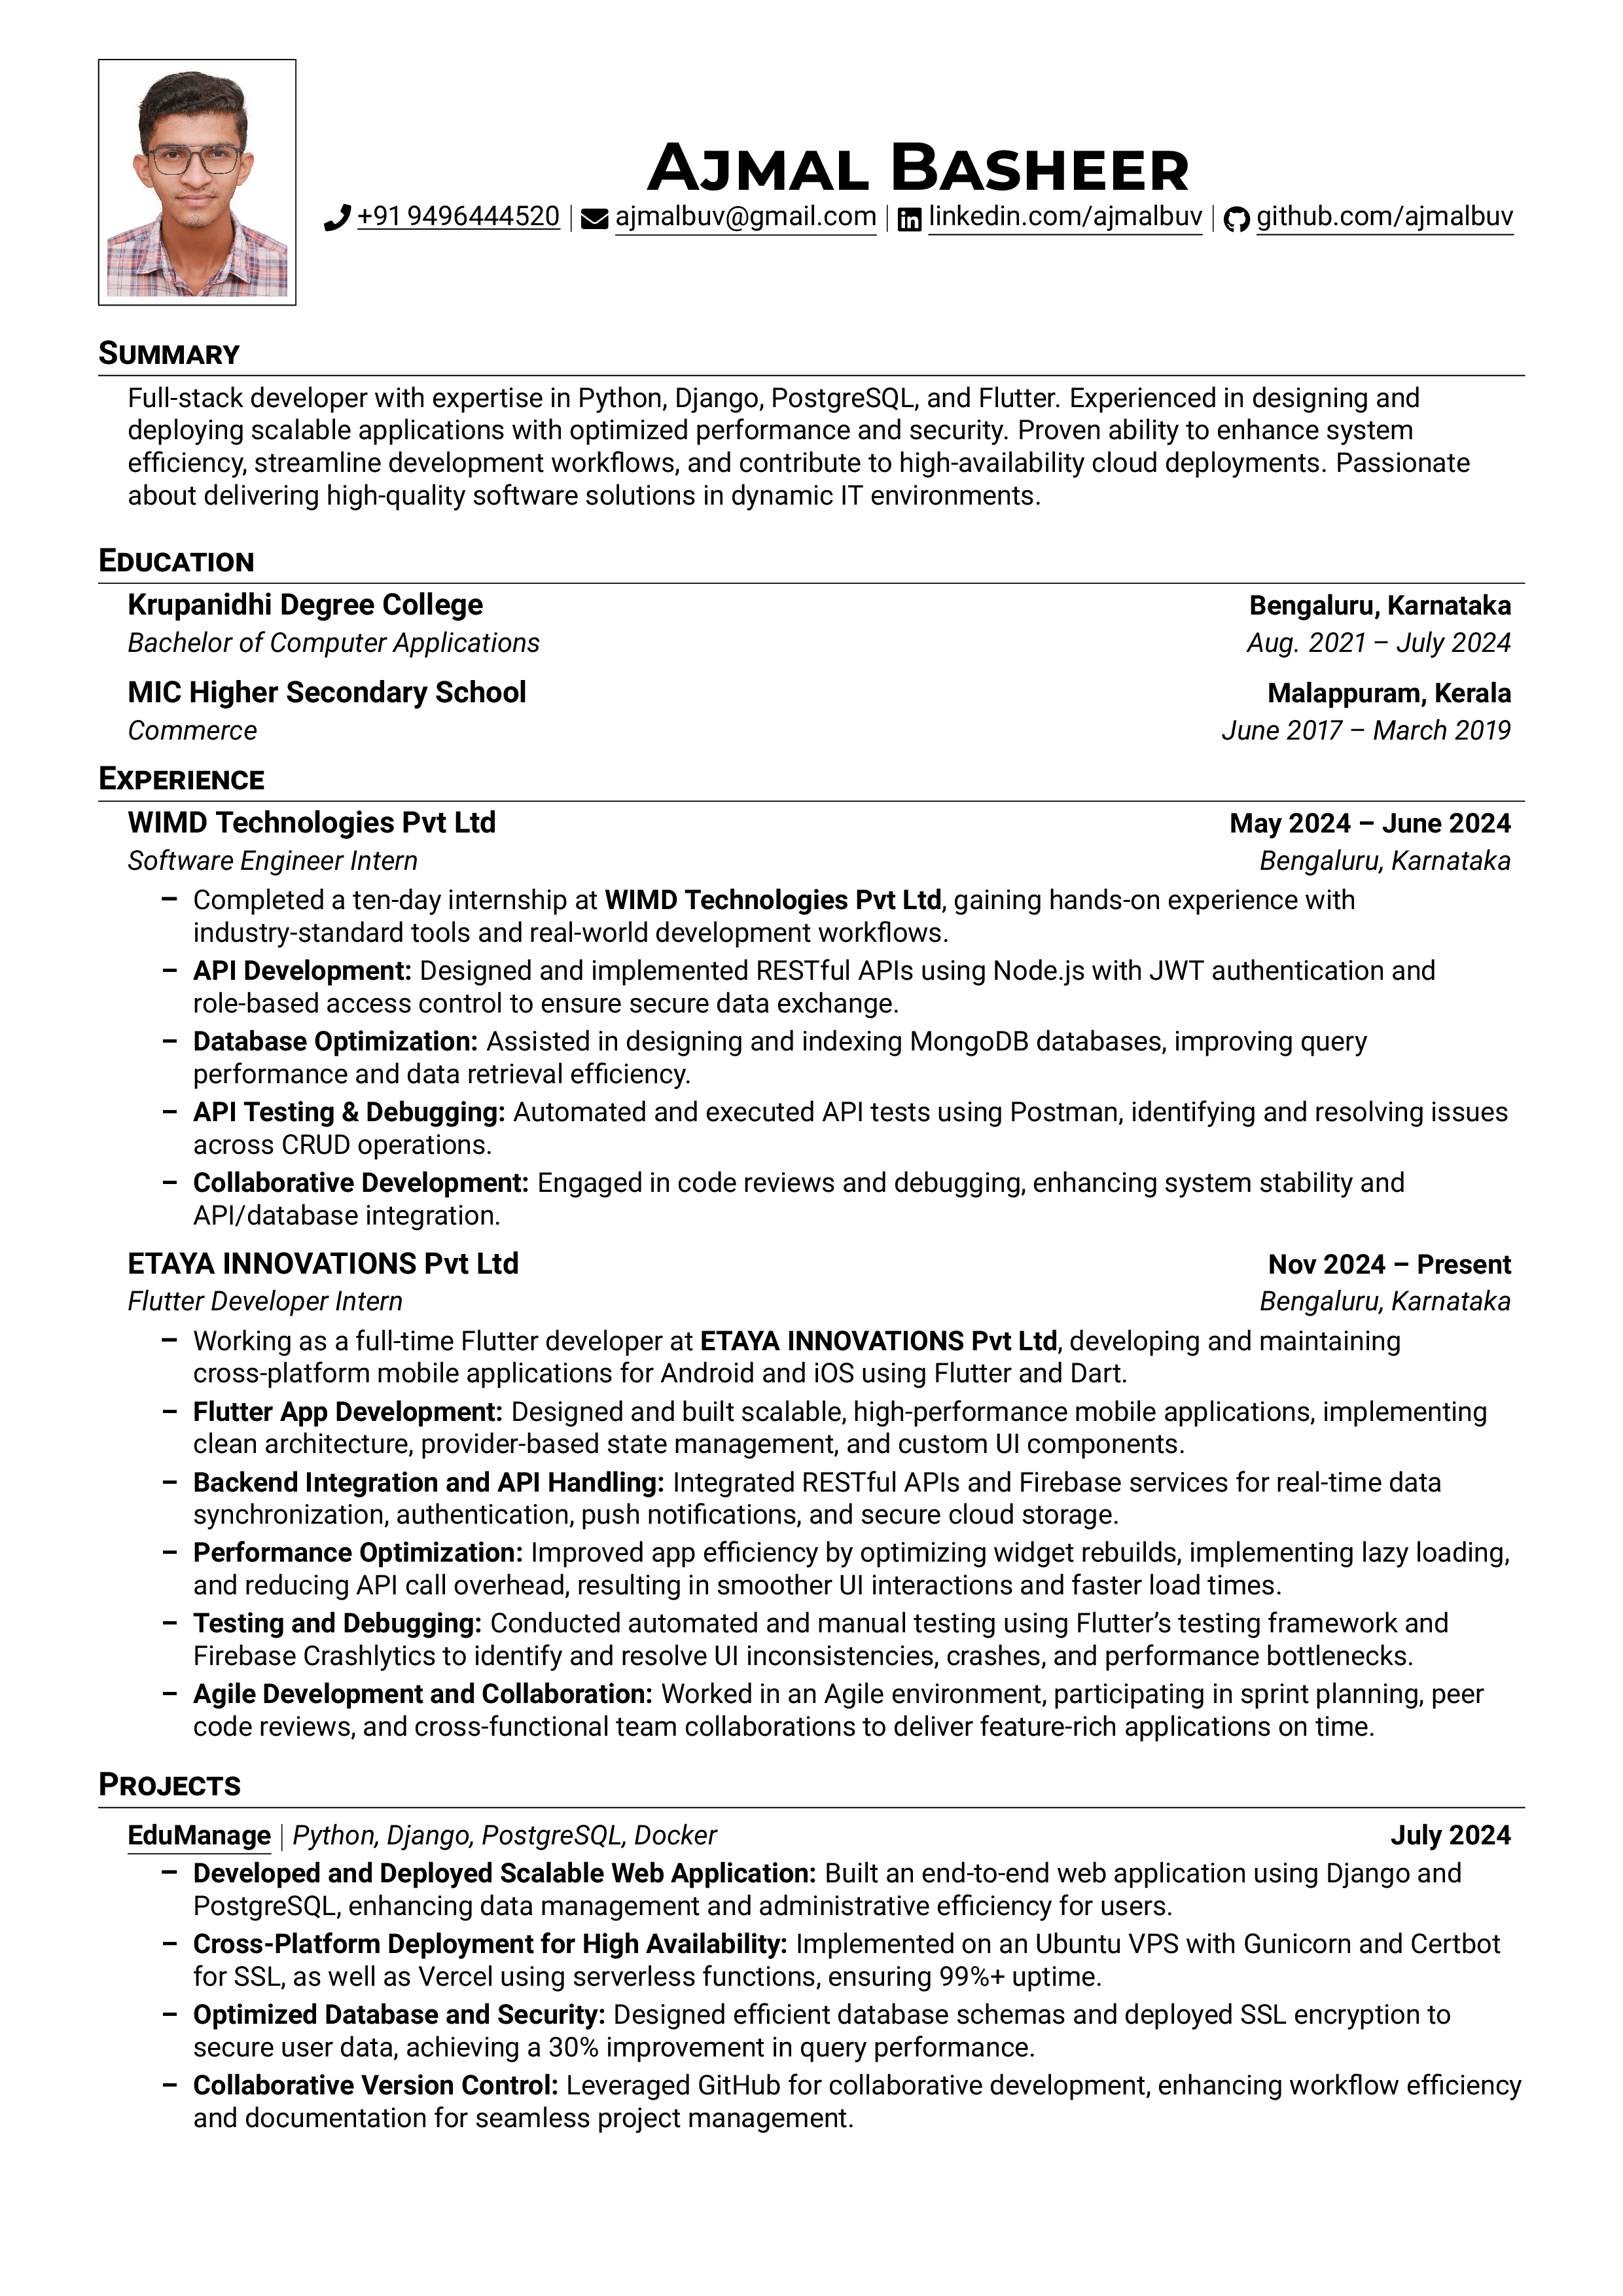 Ajmal Basheer
+91 9496444520 | ajmalbuv@gmail.com | linkedin.com/ajmalbuv | github.com/ajmalbuv
Summary
Full-stack developer with expertise in Python, Django, PostgreSQL, and Flutter. Experienced in designing and
deploying scalable applications with optimized performance and security. Proven ability to enhance system
efficiency, streamline development workflows, and contribute to high-availability cloud deployments. Passionate
about delivering high-quality software solutions in dynamic IT environments.
Education
Krupanidhi Degree College Bengaluru, Karnataka
Bachelor of Computer Applications Aug. 2021 – July 2024
MIC Higher Secondary School Malappuram, Kerala
Commerce June 2017 – March 2019
Experience
WIMD Technologies Pvt Ltd May 2024 – June 2024
Software Engineer Intern Bengaluru, Karnataka
– Completed a ten-day internship at WIMD Technologies Pvt Ltd, gaining hands-on experience with
industry-standard tools and real-world development workflows.
– API Development: Designed and implemented RESTful APIs using Node.js with JWT authentication and
role-based access control to ensure secure data exchange.
– Database Optimization: Assisted in designing and indexing MongoDB databases, improving query
performance and data retrieval efficiency.
– API Testing & Debugging: Automated and executed API tests using Postman, identifying and resolving issues
across CRUD operations.
– Collaborative Development: Engaged in code reviews and debugging, enhancing system stability and
API/database integration.
ETAYA INNOVATIONS Pvt Ltd Nov 2024 – Present
Flutter Developer Intern Bengaluru, Karnataka
– Working as a full-time Flutter developer at ETAYA INNOVATIONS Pvt Ltd, developing and maintaining
cross-platform mobile applications for Android and iOS using Flutter and Dart.
– Flutter App Development: Designed and built scalable, high-performance mobile applications, implementing
clean architecture, provider-based state management, and custom UI components.
– Backend Integration and API Handling: Integrated RESTful APIs and Firebase services for real-time data
synchronization, authentication, push notifications, and secure cloud storage.
– Performance Optimization: Improved app efficiency by optimizing widget rebuilds, implementing lazy loading,
and reducing API call overhead, resulting in smoother UI interactions and faster load times.
– Testing and Debugging: Conducted automated and manual testing using Flutter’s testing framework and
Firebase Crashlytics to identify and resolve UI inconsistencies, crashes, and performance bottlenecks.
– Agile Development and Collaboration: Worked in an Agile environment, participating in sprint planning, peer
code reviews, and cross-functional team collaborations to deliver feature-rich applications on time.
Projects
EduManage | Python, Django, PostgreSQL, Docker July 2024
– Developed and Deployed Scalable Web Application: Built an end-to-end web application using Django and
PostgreSQL, enhancing data management and administrative efficiency for users.
– Cross-Platform Deployment for High Availability: Implemented on an Ubuntu VPS with Gunicorn and Certbot
for SSL, as well as Vercel using serverless functions, ensuring 99%+ uptime.
– Optimized Database and Security: Designed efficient database schemas and deployed SSL encryption to
secure user data, achieving a 30% improvement in query performance.
– Collaborative Version Control: Leveraged GitHub for collaborative development, enhancing workflow efficiency
and documentation for seamless project management.